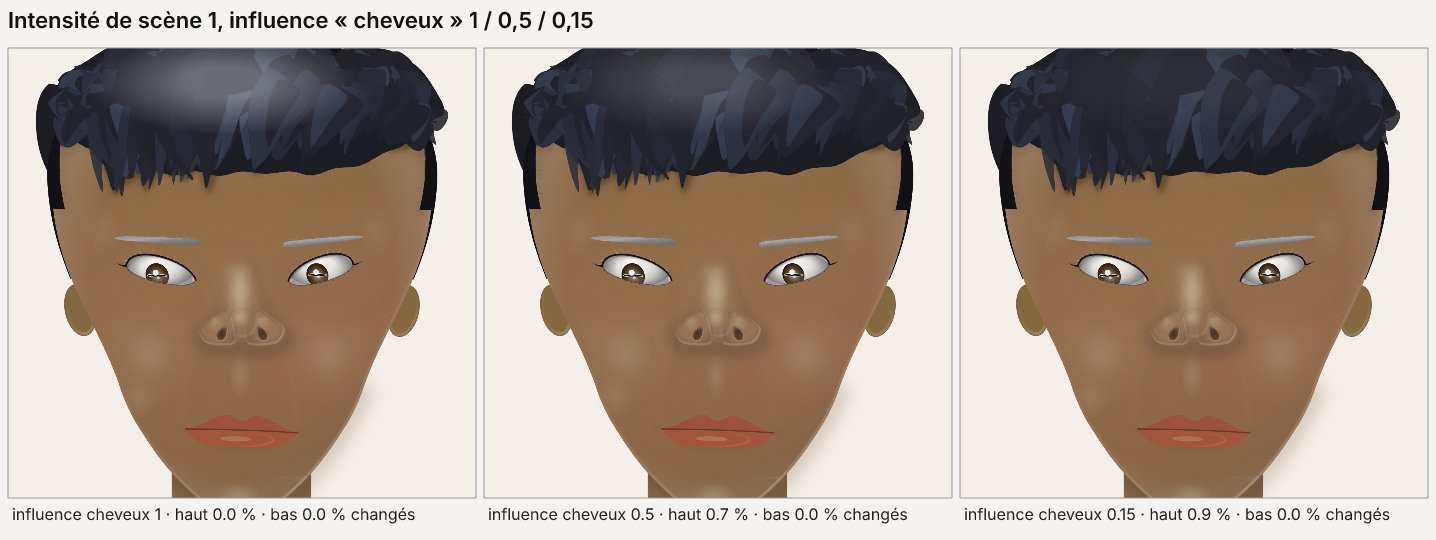 Intensité de scène 1, influence « cheveux » 1 / 0,5 / 0,15
influence cheveux 1 · haut 0.0 % · bas 0.0 % changés
influence cheveux 0.5 · haut 0.7 % · bas 0.0 % changés
influence cheveux 0.15 · haut 0.9 % · bas 0.0 % changés